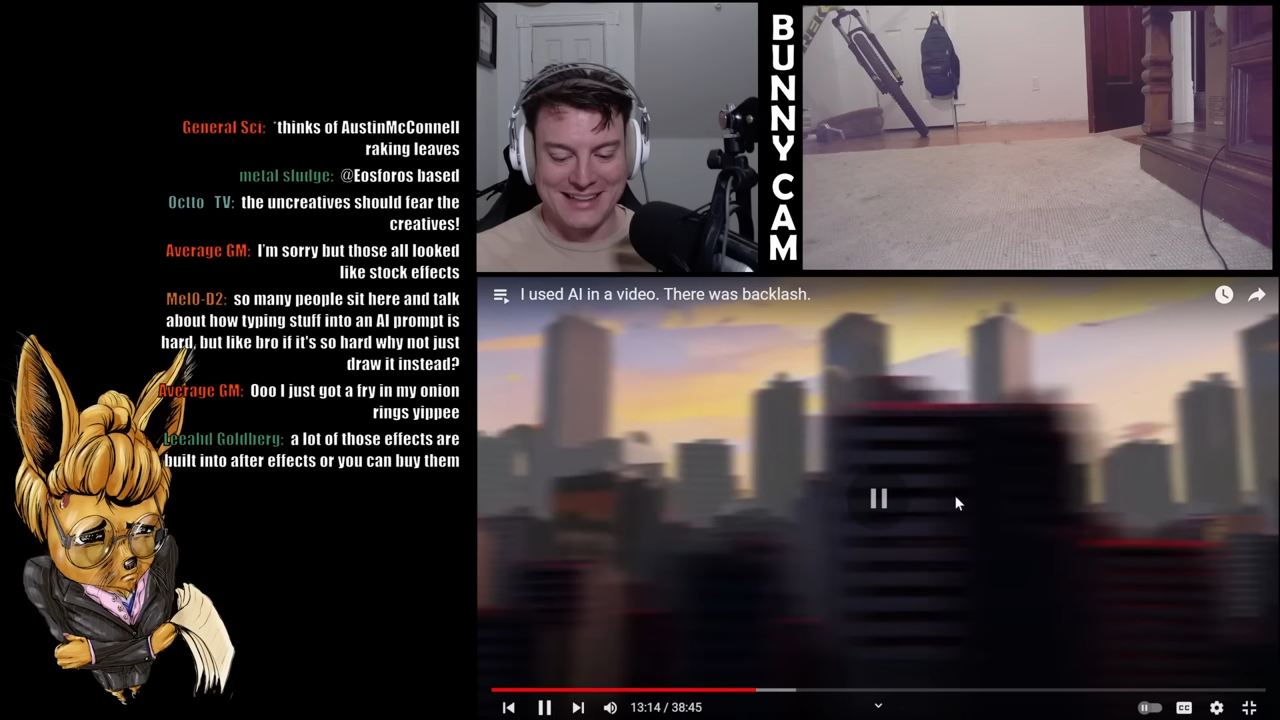 General Sci: *thinks of AustinMcConnell
raking leaves
metal sludge: @Eosforos based
Octto TV: the uncreatives should fear the
creatives!
Average GM: I'm sorry but those all looked
like stock effects
MelO-D2: so many people sit here and talk
about how typing stuff into an AI prompt is
hard, but like bro if it's so hard why not just
draw it instead?
Average GM: Ooo I just got a fry in my onion
rings yippee
Leeahd Goldberg: a lot of those effects are
built into after effects or you can buy them
BUNNY CAM
I used AI in a video. There was backlash.
13:14 / 38:45
CC